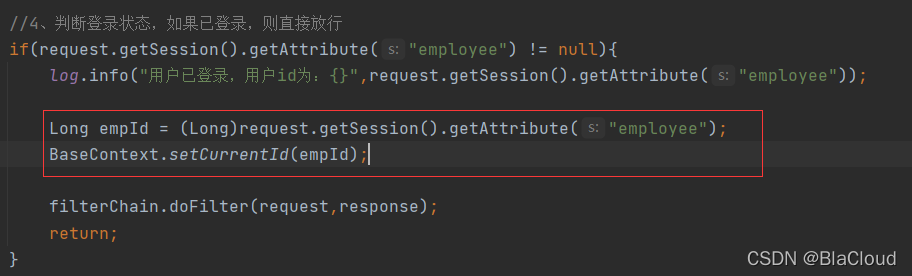 //4、判断登录状态，如果已登录，则直接放行
if(request.getSession().getAttribute( s: "employee") != null){
log.info("用户已登录，用户id为：{}",request.getSession().getAttribute( s: "employee"));
Long empId = (Long)request.getSession().getAttribute( s: "employee");
BaseContext.setCurrentId(empId);
filterChain.doFilter(request,response);
return;
}
CSDN @BlaCloud